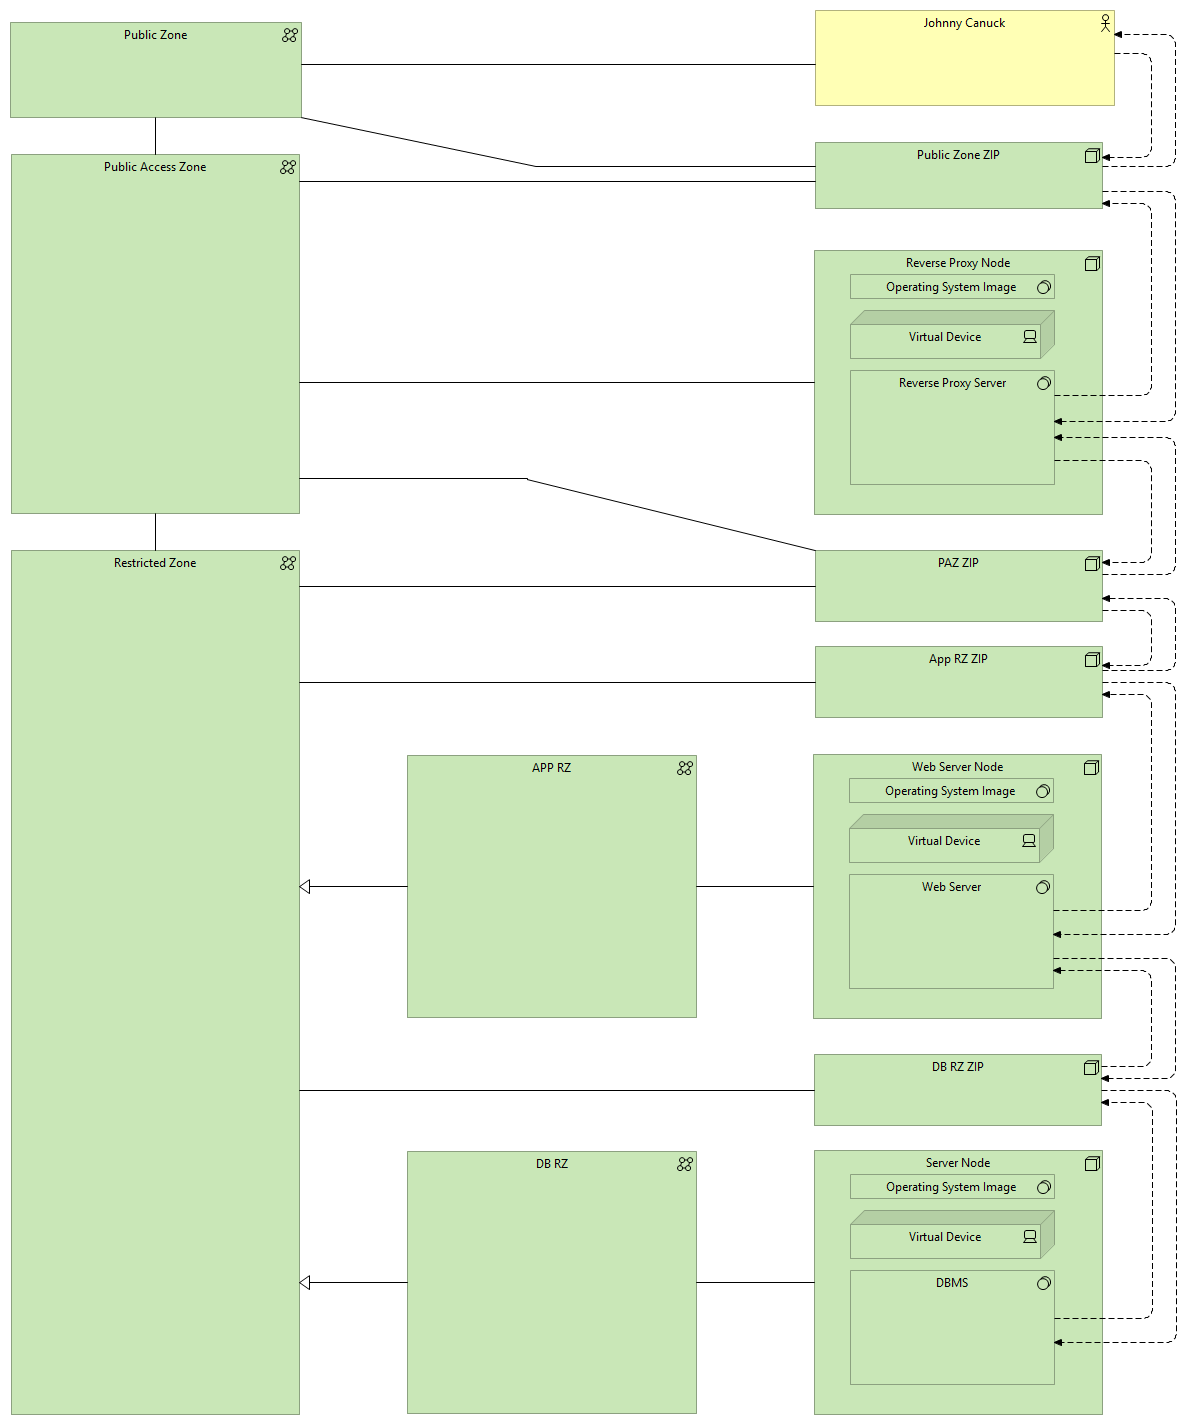 Public Zone
Johnny Canuck
Public Access Zone
Public Zone ZIP
Reverse Proxy Node
Operating System Image
Virtual Device
Reverse Proxy Server
Restricted Zone
PAZ ZIP
App RZ ZIP
APP RZ
Web Server Node
Operating System Image
Virtual Device
Web Server
DB RZ ZIP
DB RZ
Server Node
Operating System Image
Virtual Device
DBMS